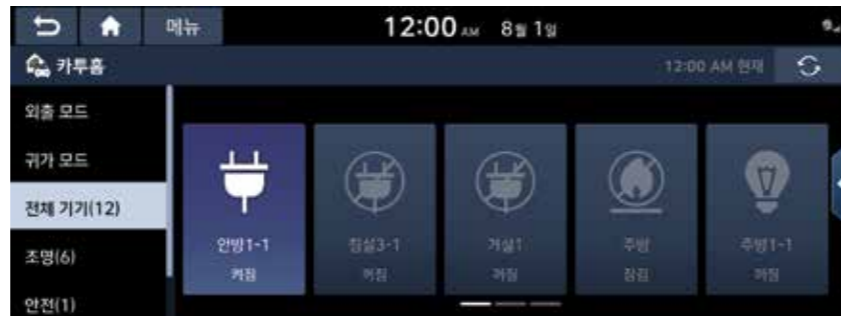 메뉴
12:00 AM 8월 1일
카투홈
12:00 AM 현재
외출 모드
귀가 모드
전체 기기(12)
조명(6)
안전(1)
안방1-1
켜짐
침실3-1
꺼짐
거실1
꺼짐
주방
잠김
주방1-1
꺼짐